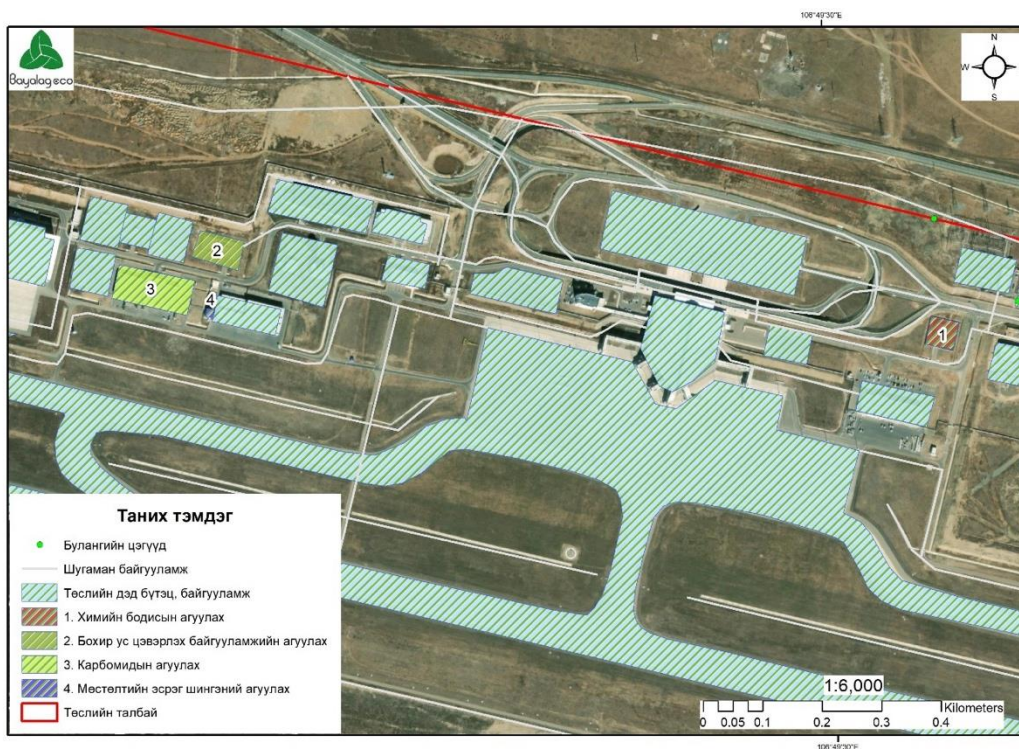 106°49'30"E
Bayalag eco
N
W
E
S
2
3
4
1
Таних тэмдэг
Булангийн цэгүүд
Шугаман байгууламж
Төслийн дэд бүтэц, байгууламж
1. Химийн бодисын агуулах
2. Бохир ус цэвэрлэх байгууламжийн агуулах
3. Карбомидын агуулах
4. Мөстөлтийн эсрэг шингэний агуулах
Төслийн талбай
1:6,000
Kilometers
0 0.05 0.1 0.2 0.3 0.4
106°49'30"E